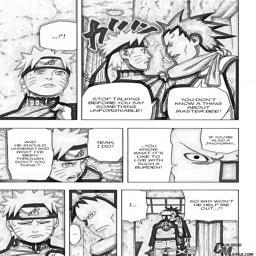 YOU DON'T
KNOW A THING
ABOUT
MASTER BEE!
STOP TALKING
BEFORE YOU SAY
SOMETHING
UNFORGIVABLE!
...?!
IF YOU'RE
ALSO A
JINCHURIKI...
...YOU
KNOW WHAT
IT'S LIKE
TO LIVE
WITH SUCH
A BURDEN!
YEAH,
I DO!
HE SHOULD
UNDERSTAND
WHAT I'VE
BEEN
THROUGH,
DON'T YOU
THINK?!
SO WHY WON'T
HE HELP
ME OUT...?!
I...